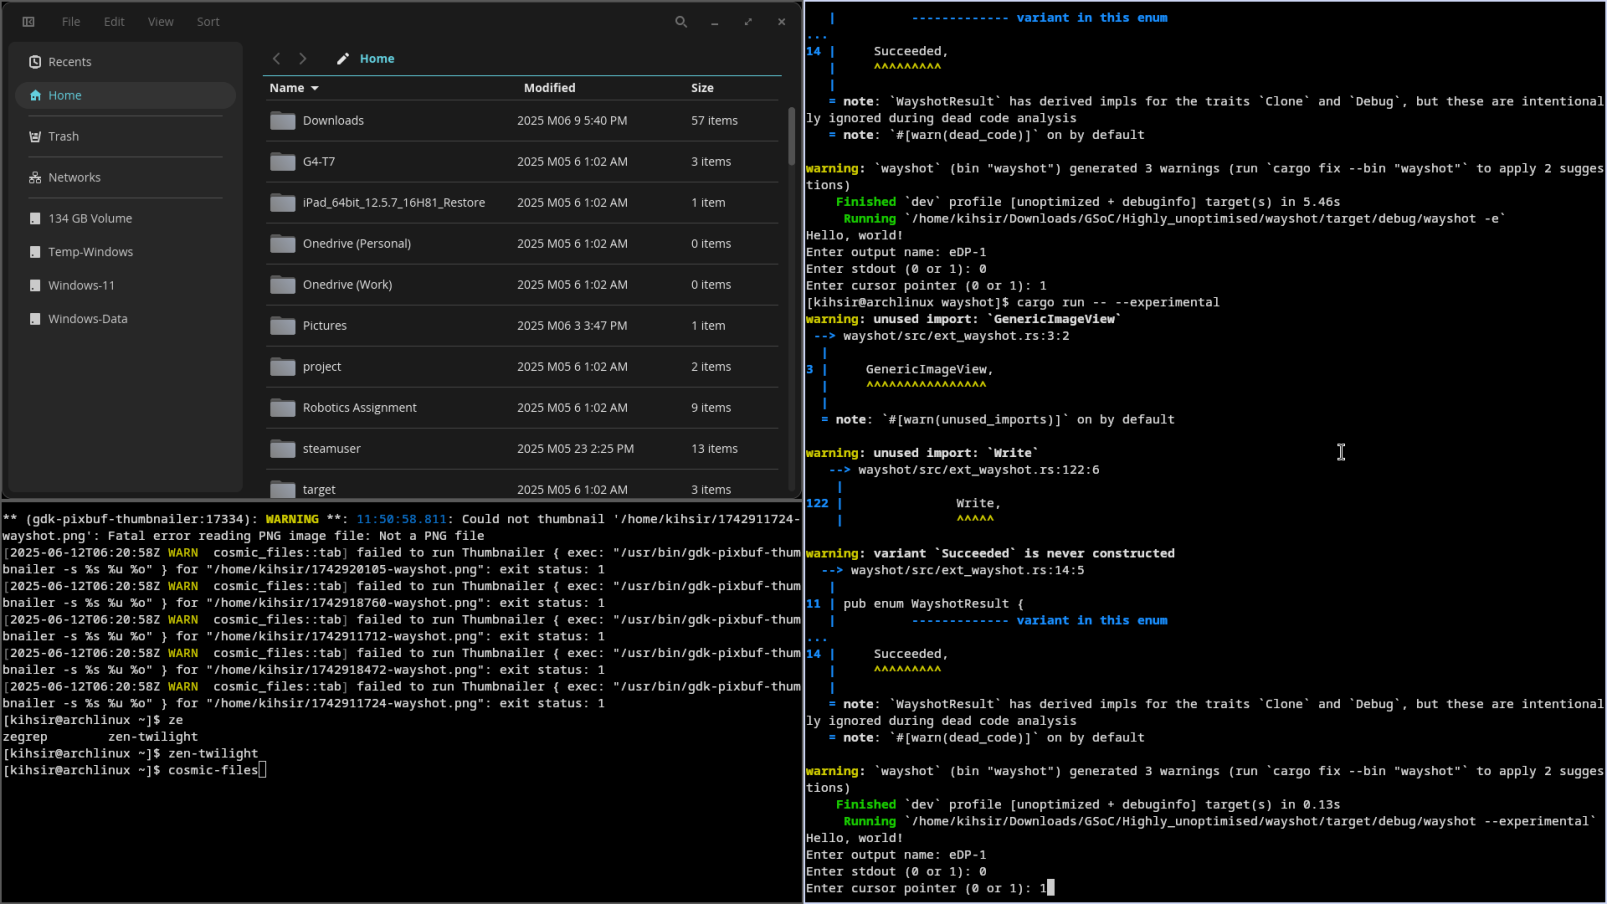 File Edit View Sort
Recents
Home
Trash
Networks
134 GB Volume
Temp-Windows
Windows-11
Windows-Data
Home
Name Modified Size
Downloads 2025 M06 9 5:40 PM 57 items
G4-T7 2025 M05 6 1:02 AM 3 items
iPad_64bit_12.5.7_16H81_Restore 2025 M05 6 1:02 AM 1 item
Onedrive (Personal) 2025 M05 6 1:02 AM 0 items
Onedrive (Work) 2025 M05 6 1:02 AM 0 items
Pictures 2025 M06 3 3:47 PM 1 item
project 2025 M05 6 1:02 AM 2 items
Robotics Assignment 2025 M05 6 1:02 AM 9 items
steamuser 2025 M05 23 2:25 PM 13 items
target 2025 M05 6 1:02 AM 3 items
** (gdk-pixbuf-thumbnailer:17334): WARNING **: 11:50:58.811: Could not thumbnail '/home/kihsir/1742911724-
wayshot.png': Fatal error reading PNG image file: Not a PNG file
[2025-06-12T06:20:58Z WARN  cosmic_files::tab] failed to run Thumbnailer { exec: "/usr/bin/gdk-pixbuf-thum
bnailer -s %s %u %o" } for "/home/kihsir/1742920105-wayshot.png": exit status: 1
[2025-06-12T06:20:58Z WARN  cosmic_files::tab] failed to run Thumbnailer { exec: "/usr/bin/gdk-pixbuf-thum
bnailer -s %s %u %o" } for "/home/kihsir/1742918760-wayshot.png": exit status: 1
[2025-06-12T06:20:58Z WARN  cosmic_files::tab] failed to run Thumbnailer { exec: "/usr/bin/gdk-pixbuf-thum
bnailer -s %s %u %o" } for "/home/kihsir/1742911712-wayshot.png": exit status: 1
[2025-06-12T06:20:58Z WARN  cosmic_files::tab] failed to run Thumbnailer { exec: "/usr/bin/gdk-pixbuf-thum
bnailer -s %s %u %o" } for "/home/kihsir/1742918472-wayshot.png": exit status: 1
[2025-06-12T06:20:58Z WARN  cosmic_files::tab] failed to run Thumbnailer { exec: "/usr/bin/gdk-pixbuf-thum
bnailer -s %s %u %o" } for "/home/kihsir/1742911724-wayshot.png": exit status: 1
[kihsir@archlinux ~]$ ze
zegrep        zen-twilight
[kihsir@archlinux ~]$ zen-twilight
[kihsir@archlinux ~]$ cosmic-files
   |          ------------- variant in this enum
...
14 |     Succeeded,
   |     ^^^^^^^^^
   |
   = note: `WayshotResult` has derived impls for the traits `Clone` and `Debug`, but these are intentional
ly ignored during dead code analysis
   = note: `#[warn(dead_code)]` on by default
warning: `wayshot` (bin "wayshot") generated 3 warnings (run `cargo fix --bin "wayshot"` to apply 2 sugges
tions)
    Finished `dev` profile [unoptimized + debuginfo] target(s) in 5.46s
     Running `/home/kihsir/Downloads/GSoC/Highly_unoptimised/wayshot/target/debug/wayshot -e`
Hello, world!
Enter output name: eDP-1
Enter stdout (0 or 1): 0
Enter cursor pointer (0 or 1): 1
[kihsir@archlinux wayshot]$ cargo run -- --experimental
warning: unused import: `GenericImageView`
 --> wayshot/src/ext_wayshot.rs:3:2
  |
3 |     GenericImageView,
  |     ^^^^^^^^^^^^^^^^
  |
  = note: `#[warn(unused_imports)]` on by default
warning: unused import: `Write`
   --> wayshot/src/ext_wayshot.rs:122:6
    |
122 |               Write,
    |               ^^^^^
warning: variant `Succeeded` is never constructed
  --> wayshot/src/ext_wayshot.rs:14:5
   |
11 | pub enum WayshotResult {
   |          ------------- variant in this enum
...
14 |     Succeeded,
   |     ^^^^^^^^^
   |
   = note: `WayshotResult` has derived impls for the traits `Clone` and `Debug`, but these are intentional
ly ignored during dead code analysis
   = note: `#[warn(dead_code)]` on by default
warning: `wayshot` (bin "wayshot") generated 3 warnings (run `cargo fix --bin "wayshot"` to apply 2 sugges
tions)
    Finished `dev` profile [unoptimized + debuginfo] target(s) in 0.13s
     Running `/home/kihsir/Downloads/GSoC/Highly_unoptimised/wayshot/target/debug/wayshot --experimental`
Hello, world!
Enter output name: eDP-1
Enter stdout (0 or 1): 0
Enter cursor pointer (0 or 1): 1